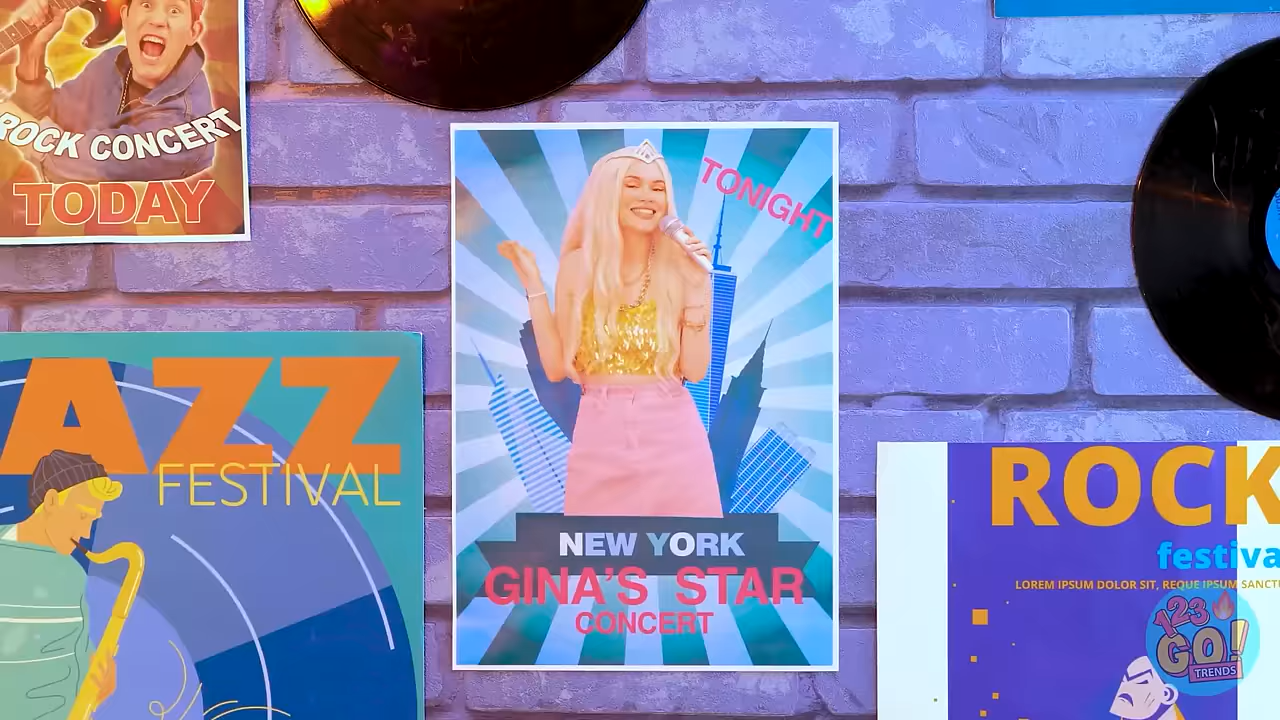 ROCK CONCERT
TODAY
TONIGHT
NEW YORK
GINA'S STAR
CONCERT
AZZ
FESTIVAL
ROCK
festiva
LOREM IPSUM DOLOR SIT, REQUE IPSUM SANCTU
123
GO!
TRENDS